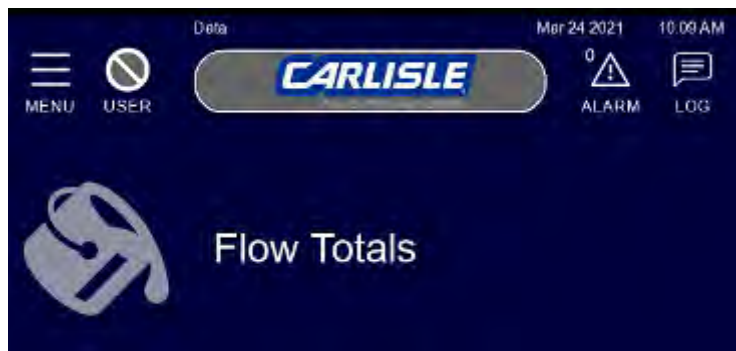 Data Mar 24 2021 10:09 AM
CARLISLE
0
MENU USER ALARM LOG
Flow Totals